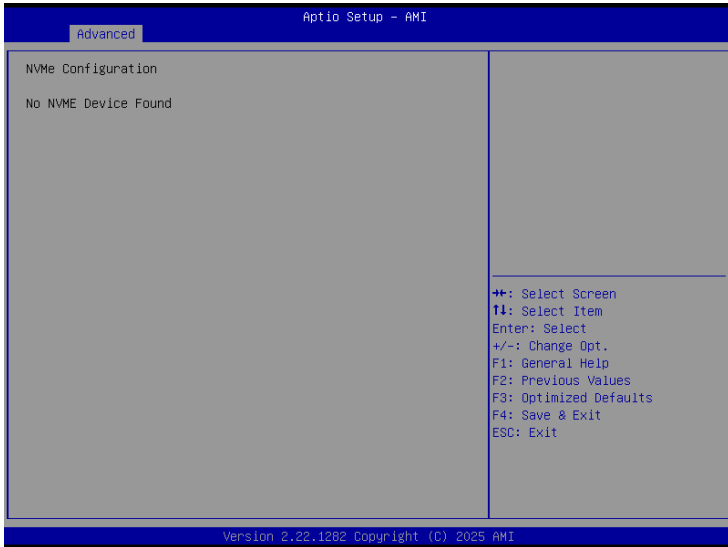 Aptio Setup – AMI
Advanced
NVMe Configuration
No NVME Device Found
→←: Select Screen
↑↓: Select Item
Enter: Select
+/-: Change Opt.
F1: General Help
F2: Previous Values
F3: Optimized Defaults
F4: Save & Exit
ESC: Exit
Version 2.22.1282 Copyright (C) 2025 AMI